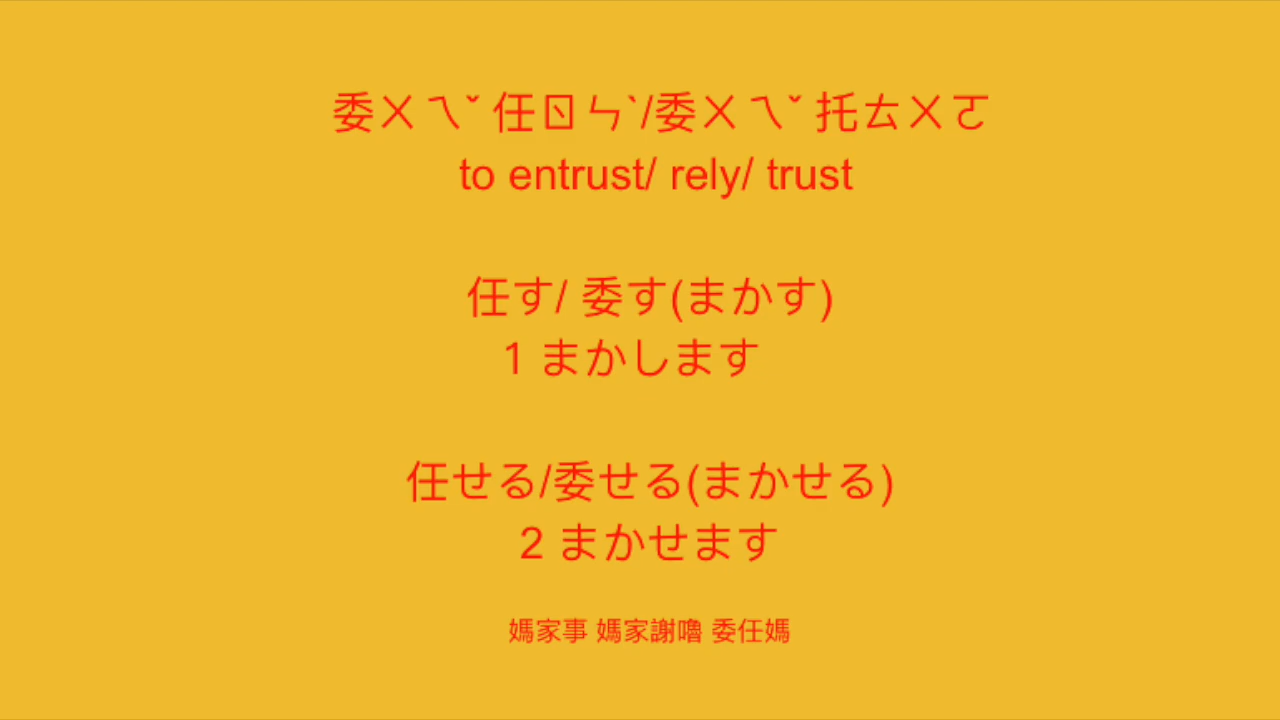 委ㄨㄟˇ任ㄖㄣˋ/委ㄨㄟˇ托ㄊㄨㄛ
to entrust/ rely/ trust
任す/ 委す(まかす)
1 まかします
任せる/委せる(まかせる)
2 まかせます
媽家事 媽家謝嚕 委任媽